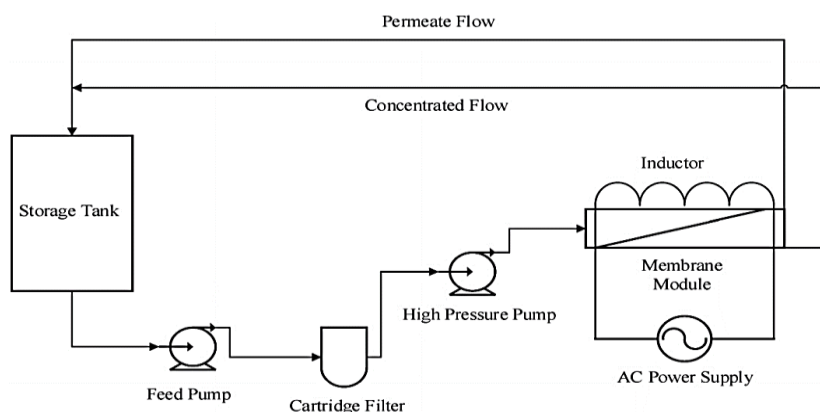 Permeate Flow
Concentrated Flow
Inductor
Storage Tank
Membrane
Module
High Pressure Pump
AC Power Supply
Feed Pump
Cartridge Filter